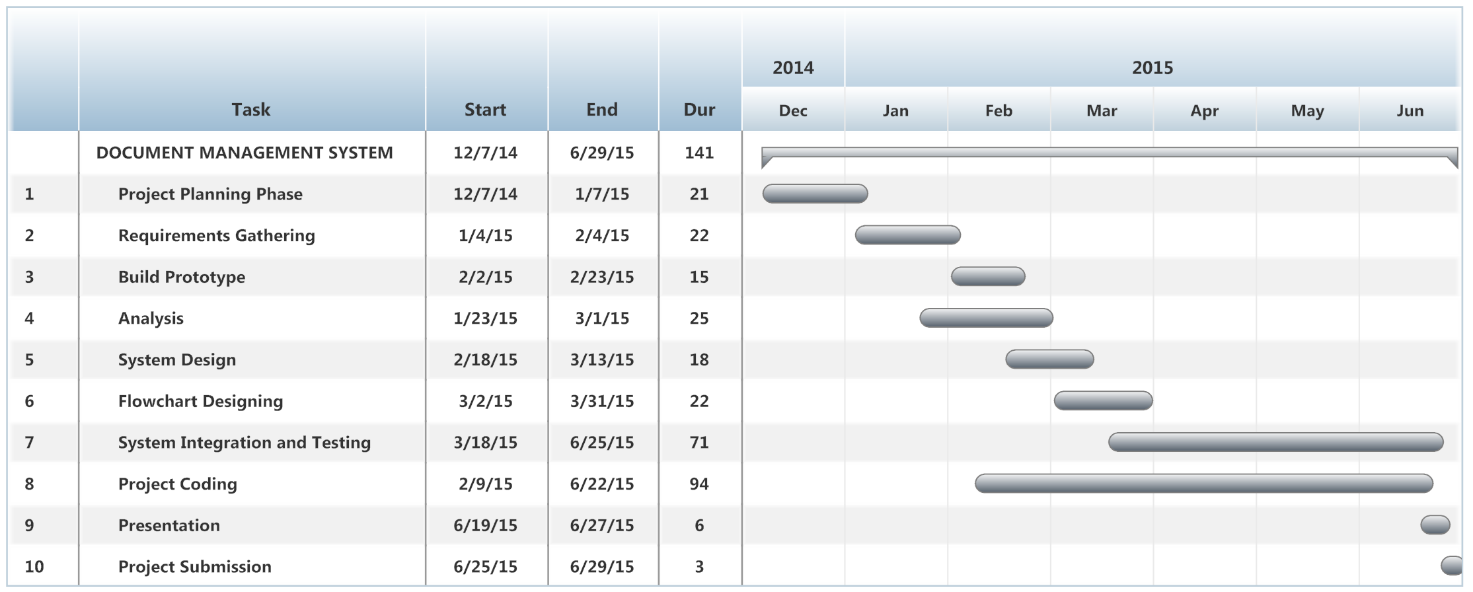 2014 2015
Task Start End Dur Dec Jan Feb Mar Apr May Jun
DOCUMENT MANAGEMENT SYSTEM 12/7/14 6/29/15 141
1 Project Planning Phase 12/7/14 1/7/15 21
2 Requirements Gathering 1/4/15 2/4/15 22
3 Build Prototype 2/2/15 2/23/15 15
4 Analysis 1/23/15 3/1/15 25
5 System Design 2/18/15 3/13/15 18
6 Flowchart Designing 3/2/15 3/31/15 22
7 System Integration and Testing 3/18/15 6/25/15 71
8 Project Coding 2/9/15 6/22/15 94
9 Presentation 6/19/15 6/27/15 6
10 Project Submission 6/25/15 6/29/15 3